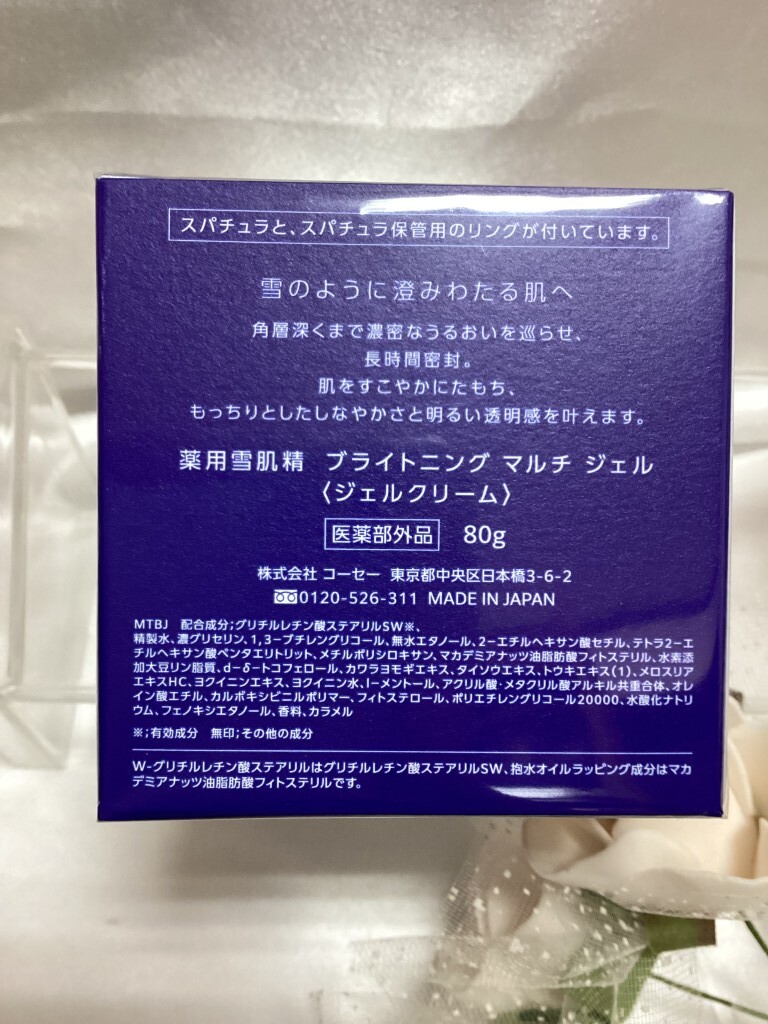 スパチュラと、スパチュラ保管用のリングが付いています。
雪のように澄みわたる肌へ
角層深くまで濃密なうるおいを巡らせ、
長時間密封。
肌をすこやかにたもち、
もっちりとしたしなやかさと明るい透明感を叶えます。
薬用雪肌精 ブライトニング マルチ ジェル
〈ジェルクリーム〉
医薬部外品 80g
株式会社 コーセー 東京都中央区日本橋3-6-2
0120-526-311 MADE IN JAPAN
MTBJ 配合成分;グリチルレチン酸ステアリルSW※、
精製水、濃グリセリン、1,3-ブチレングリコール、無水エタノール、2-エチルヘキサン酸セチル、テトラ2-エ
チルヘキサン酸ペンタエリトリット、メチルポリシロキサン、マカデミアナッツ油脂肪酸フィトステリル、水素添
加大豆リン脂質、d-δ-トコフェロール、カワラヨモギエキス、タイソウエキス、トウキエキス(1)、メロスリア
エキスHC、ヨクイニンエキス、ヨクイニン水、l-メントール、アクリル酸・メタクリル酸アルキル共重合体、オレ
イン酸エチル、カルボキシビニルポリマー、フィトステロール、ポリエチレングリコール20000、水酸化ナトリ
ウム、フェノキシエタノール、香料、カラメル
※;有効成分 無印;その他の成分
W-グリチルレチン酸ステアリルはグリチルレチン酸ステアリルSW、抱水オイルラッピング成分はマカ
デミアナッツ油脂肪酸フィトステリルです。